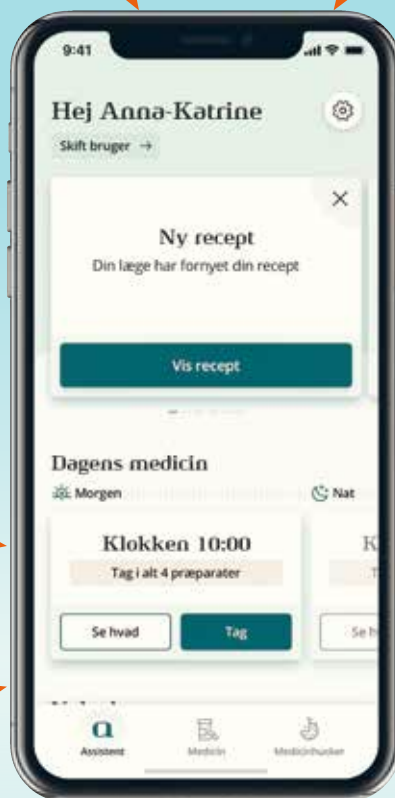 9:41
Hej Anna-Katrine
Skift bruger →
Ny recept
Din læge har fornyet din recept
Vis recept
Dagens medicin
Morgen
Nat
Klokken 10:00
Tag i alt 4 præparater
Se hvad
Tag
Assistent
Medicin
Medicinhusker